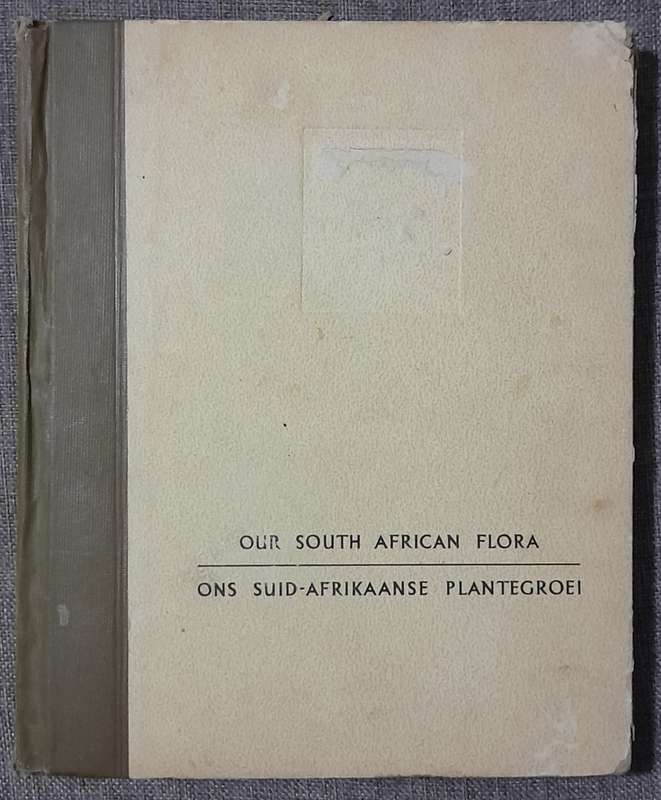 OUR SOUTH AFRICAN FLORA
ONS SUID-AFRIKAANSE PLANTEGROEI